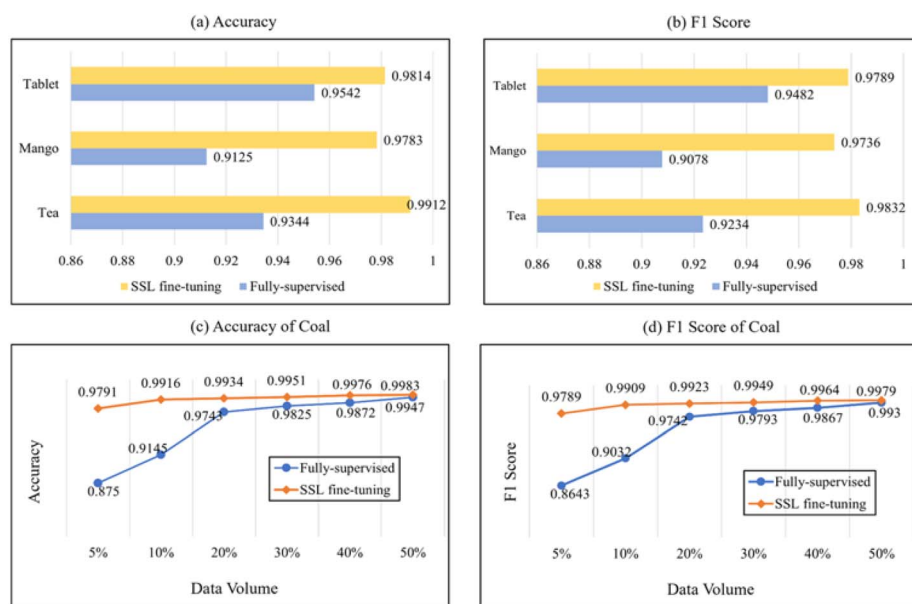 (a) Accuracy
Tablet
0.9814
0.9542
Mango
0.9783
0.9125
Tea
0.9912
0.9344
0.86 0.88 0.9 0.92 0.94 0.96 0.98 1
SSL fine-tuning Fully-supervised
(b) F1 Score
Tablet
0.9789
0.9482
Mango
0.9736
0.9078
Tea
0.9832
0.9234
0.86 0.88 0.9 0.92 0.94 0.96 0.98 1
SSL fine-tuning Fully-supervised
(c) Accuracy of Coal
Accuracy
0.9791 0.9916 0.9934 0.9951 0.9976 0.9983
0.875 0.9145 0.9743 0.9825 0.9872 0.9947
Fully-supervised
SSL fine-tuning
5% 10% 20% 30% 40% 50%
Data Volume
(d) F1 Score of Coal
F1 Score
0.9789 0.9909 0.9923 0.9949 0.9964 0.9979
0.8643 0.9032 0.9742 0.9793 0.9867 0.993
Fully-supervised
SSL fine-tuning
5% 10% 20% 30% 40% 50%
Data Volume